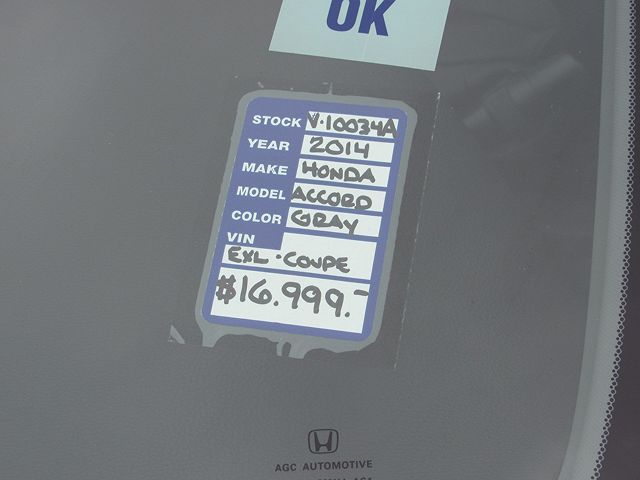 OK
STOCK V.10034A
YEAR 2014
MAKE HONDA
MODEL ACCORD
COLOR GRAY
VIN
EXL . COUPE
$16.999.-
AGC AUTOMOTIVE